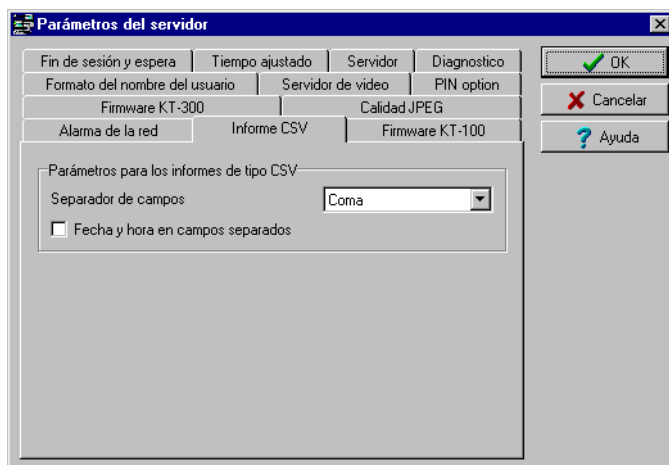 Parámetros del servidor
Fin de sesión y espera
Tiempo ajustado
Servidor
Diagnostico
Formato del nombre del usuario
Servidor de video
PIN option
Firmware KT-300
Calidad JPEG
Alarma de la red
Informe CSV
Firmware KT-100
Parámetros para los informes de tipo CSV
Separador de campos
Coma
Fecha y hora en campos separados
OK
Cancelar
Ayuda